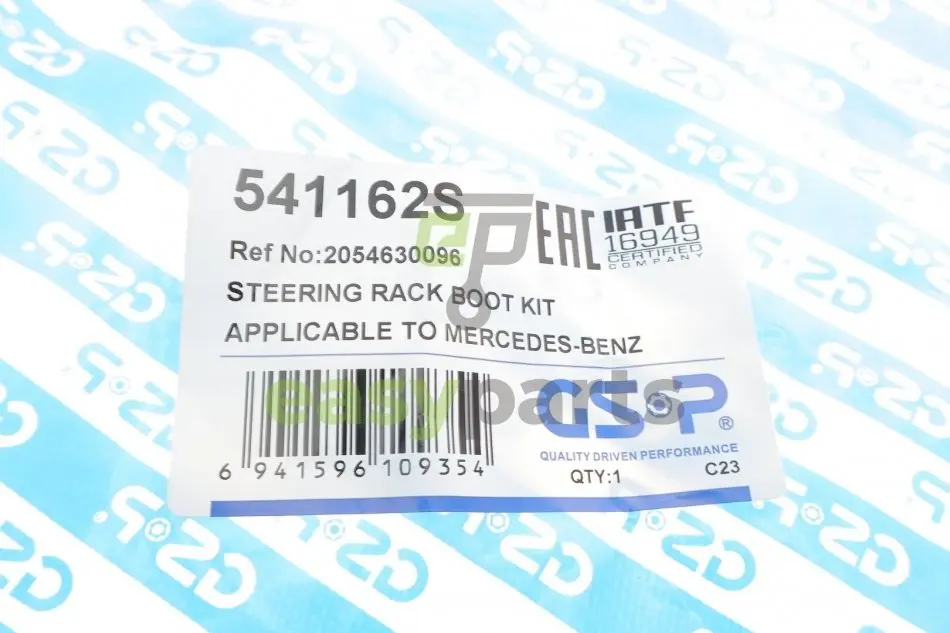 541162S
EAC
IATF
16949
CERTIFIED
COMPANY
Ref No:2054630096
STEERING RACK BOOT KIT
APPLICABLE TO MERCEDES-BENZ
easyparts
GSP®
QUALITY DRIVEN PERFORMANCE
6 941596 109354
QTY:1
C23